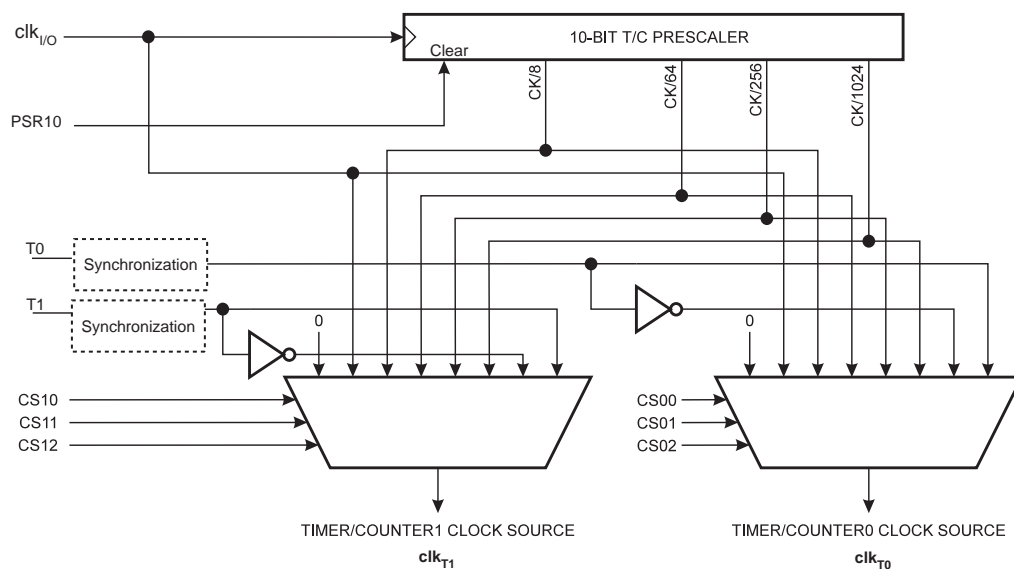 clkI/O
10-BIT T/C PRESCALER
Clear
CK/8
CK/64
CK/256
CK/1024
PSR10
T0
Synchronization
T1
Synchronization
0
0
CS10
CS11
CS12
CS00
CS01
CS02
TIMER/COUNTER1 CLOCK SOURCE
clkT1
TIMER/COUNTER0 CLOCK SOURCE
clkT0